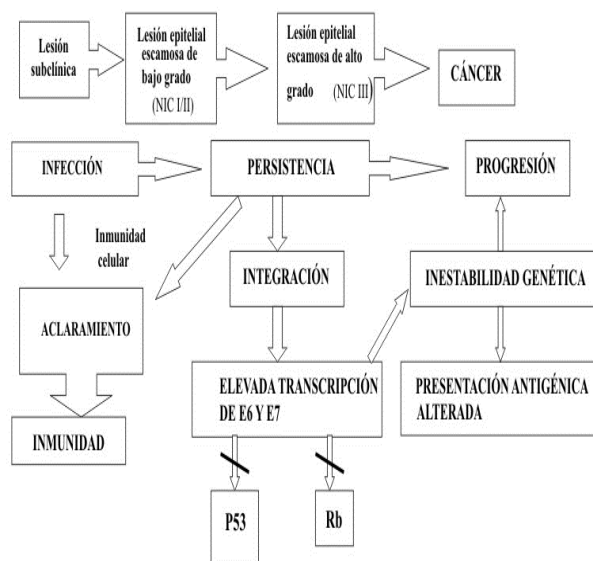 Lesión
subclínica
Lesión epitelial
escamosa de
bajo grado
(NIC I/II)
Lesión epitelial
escamosa de alto
grado (NIC III)
CÁNCER
INFECCIÓN
PERSISTENCIA
PROGRESIÓN
Inmunidad
celular
INTEGRACIÓN
INESTABILIDAD GENÉTICA
ACLARAMIENTO
ELEVADA TRANSCRIPCIÓN
DE E6 Y E7
PRESENTACIÓN ANTIGÉNICA
ALTERADA
INMUNIDAD
P53
Rb